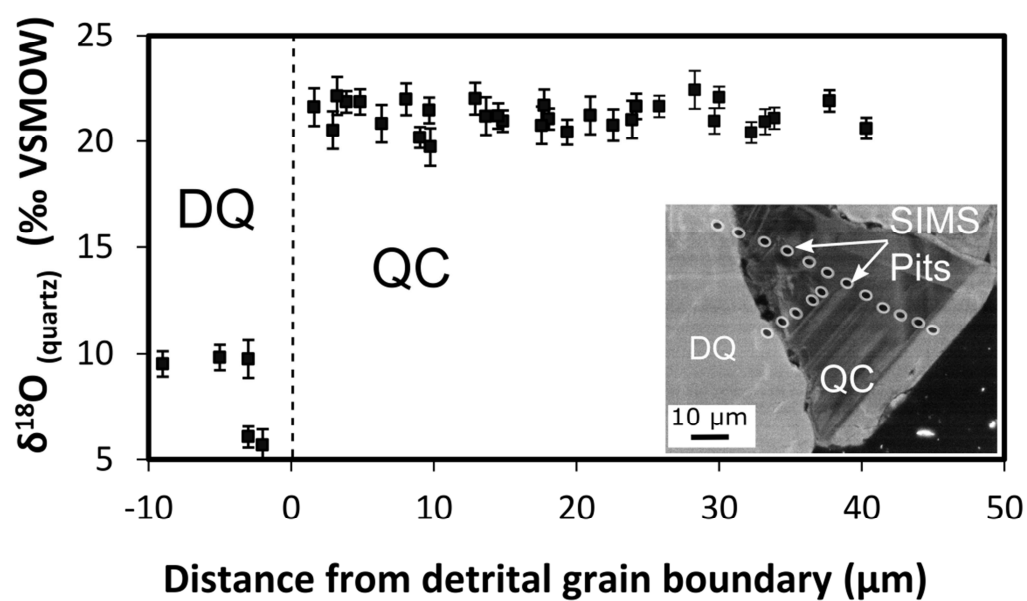 25
20
15
10
5
δ18O (quartz) (‰ VSMOW)
DQ
QC
SIMS
Pits
DQ
QC
10 μm
-10 0 10 20 30 40 50
Distance from detrital grain boundary (μm)